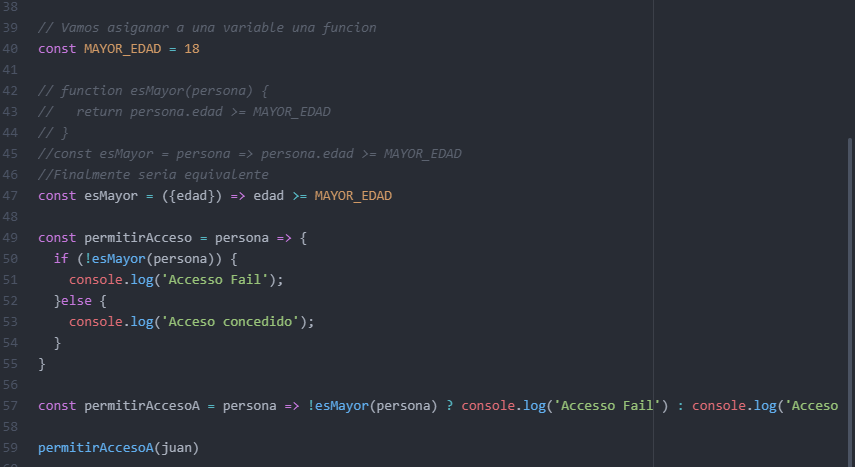 38
39 // Vamos asiganar a una variable una funcion
40 const MAYOR_EDAD = 18
41
42 // function esMayor(persona) {
43 //   return persona.edad >= MAYOR_EDAD
44 // }
45 //const esMayor = persona => persona.edad >= MAYOR_EDAD
46 //Finalmente seria equivalente
47 const esMayor = ({edad}) => edad >= MAYOR_EDAD
48
49 const permitirAcceso = persona => {
50   if (!esMayor(persona)) {
51     console.log('Accesso Fail');
52   }else {
53     console.log('Acceso concedido');
54   }
55 }
56
57 const permitirAccesoA = persona => !esMayor(persona) ? console.log('Accesso Fail') : console.log('Acceso
58
59 permitirAccesoA(juan)